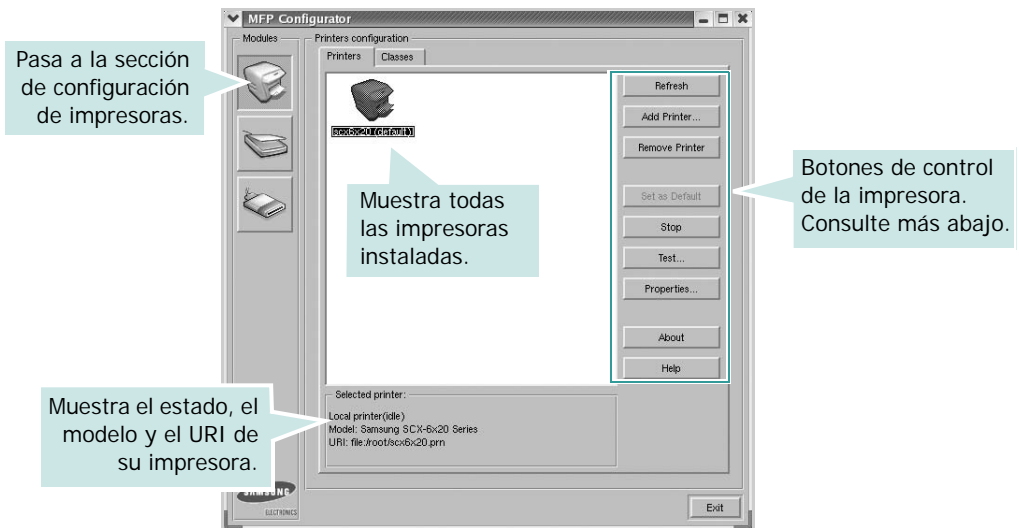 MFP Configurator
Modules
Printers configuration
Printers
Classes
Pasa a la sección
de configuración
de impresoras.
scx6x20 (default)
Muestra todas
las impresoras
instaladas.
Refresh
Add Printer...
Remove Printer
Set as Default
Stop
Test...
Properties...
About
Help
Botones de control
de la impresora.
Consulte más abajo.
Selected printer:
Local printer(idle)
Model: Samsung SCX-6x20 Series
URI: file:/root/scx6x20.prn
Muestra el estado, el
modelo y el URI de
su impresora.
SAMSUNG
ELECTRONICS
Exit